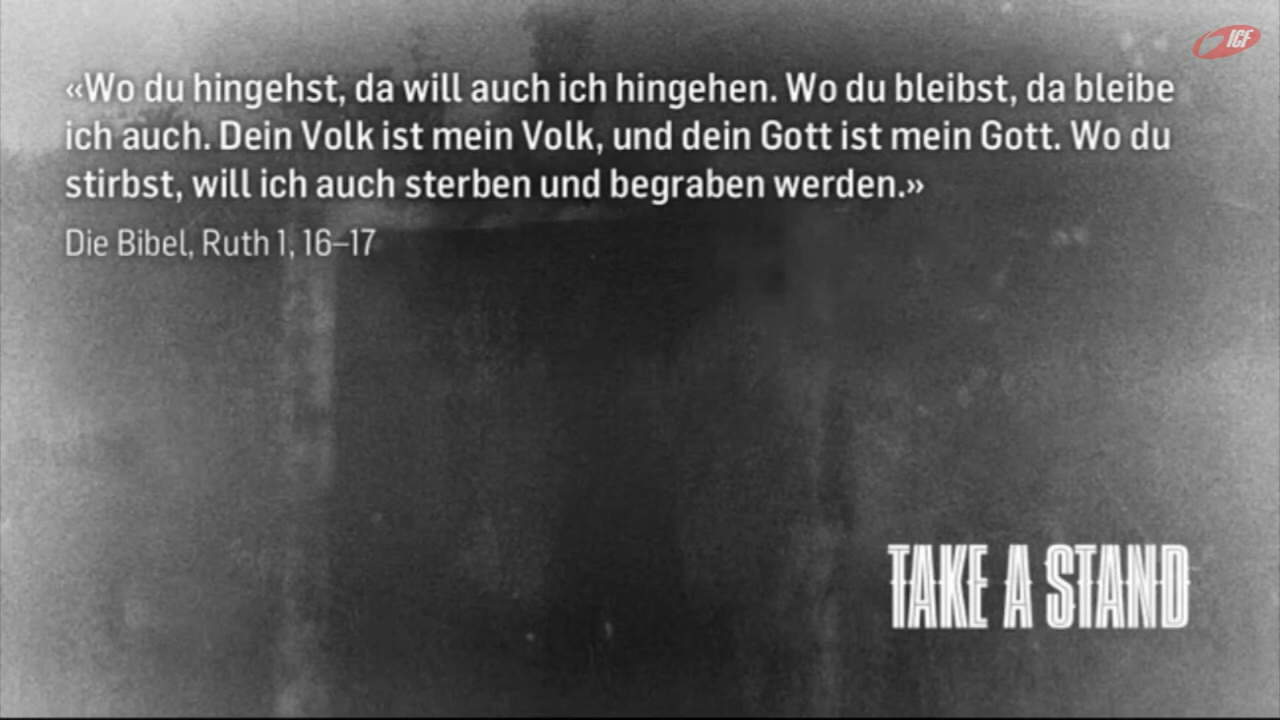 ICF
«Wo du hingehst, da will auch ich hingehen. Wo du bleibst, da bleibe
ich auch. Dein Volk ist mein Volk, und dein Gott ist mein Gott. Wo du
stirbst, will ich auch sterben und begraben werden.»
Die Bibel, Ruth 1, 16–17
TAKE A STAND